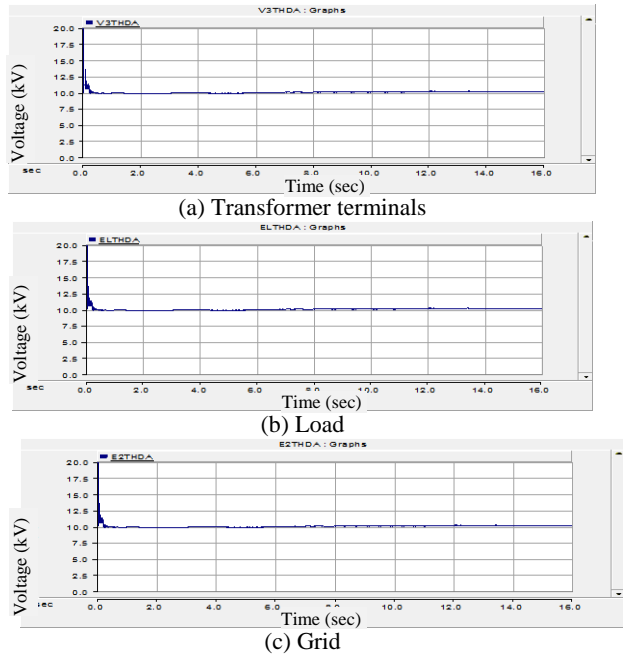 V3THDA : Graphs
V3THDA
Voltage (kV)
20.0
17.5
15.0
12.5
10.0
7.5
5.0
2.5
0.0
sec 0.0 2.0 4.0 6.0 8.0 10.0 12.0 14.0 16.0
Time (sec)
(a) Transformer terminals
ELTHDA : Graphs
ELTHDA
Voltage (kV)
20.0
17.5
15.0
12.5
10.0
7.5
5.0
2.5
0.0
sec 0.0 2.0 4.0 6.0 8.0 10.0 12.0 14.0 16.0
Time (sec)
(b) Load
E2THDA : Graphs
E2THDA
Voltage (kV)
20.0
17.5
15.0
12.5
10.0
7.5
5.0
2.5
0.0
sec 0.0 2.0 4.0 6.0 8.0 10.0 12.0 14.0 16.0
Time (sec)
(c) Grid